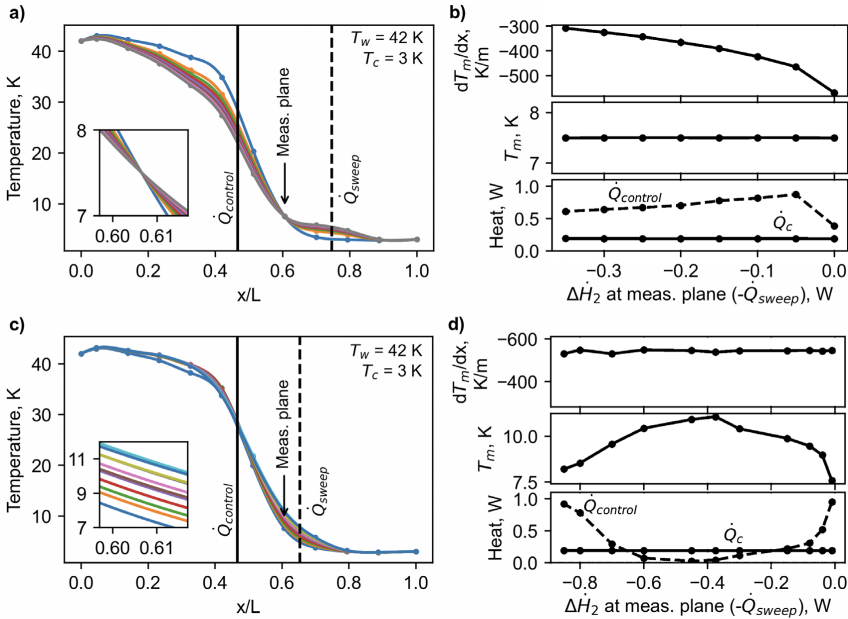 a)
Temperature, K
40
30
20
10
T_w = 42 K
T_c = 3 K
Meas. plane
Q̇_control
Q̇_sweep
8
7
0.60 0.61
0.0 0.2 0.4 0.6 0.8 1.0
x/L
b)
dT_m/dx,
K/m
−300
−400
−500
T_m, K
8
7
Heat, W
1.0
0.5
0.0
Q̇_control
Q̇_c
−0.3 −0.2 −0.1 0.0
ΔḢ_2 at meas. plane (-Q̇_sweep), W
c)
Temperature, K
40
30
20
10
T_w = 42 K
T_c = 3 K
Meas. plane
Q̇_control
Q̇_sweep
11
9
7
0.60 0.61
0.0 0.2 0.4 0.6 0.8 1.0
x/L
d)
dT_m/dx,
K/m
−600
−400
T_m, K
10.0
7.5
Heat, W
1.0
0.5
0.0
Q̇_control
Q̇_c
−0.8 −0.6 −0.4 −0.2 0.0
ΔḢ_2 at meas. plane (-Q̇_sweep), W